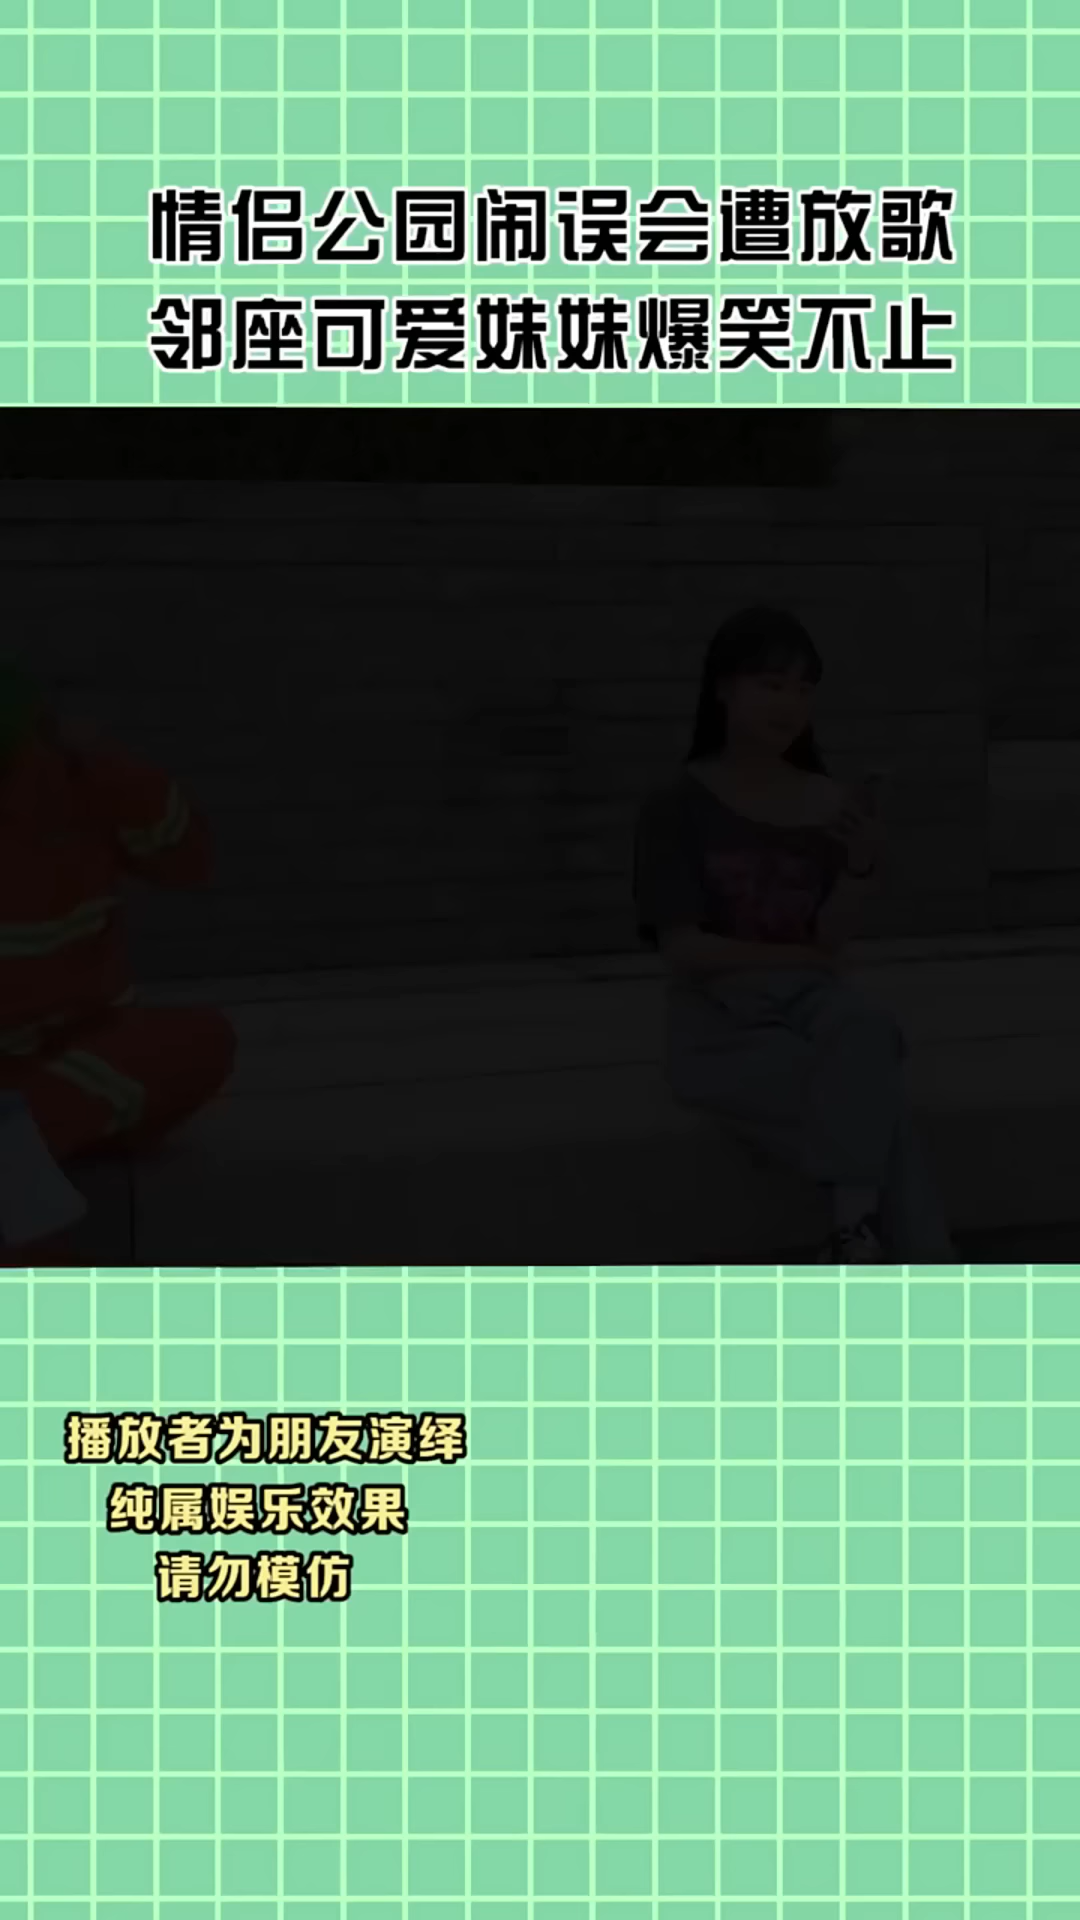 情侣公园闹误会遭放歌
邻座可爱妹妹爆笑不止
播放者为朋友演绎
纯属娱乐效果
请勿模仿